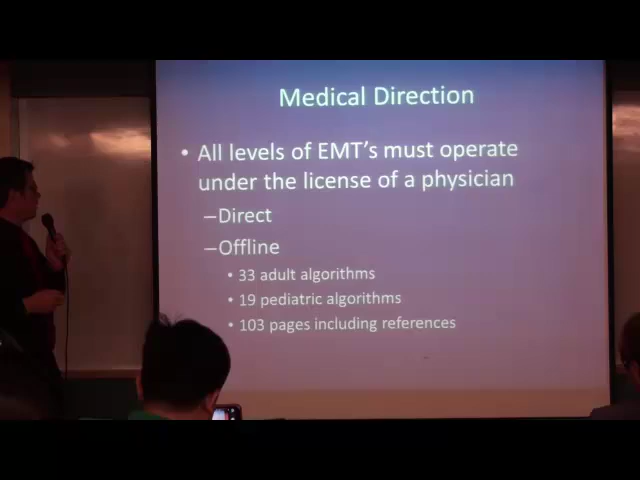 Medical Direction
• All levels of EMT's must operate
under the license of a physician
–Direct
–Offline
• 33 adult algorithms
• 19 pediatric algorithms
• 103 pages including references